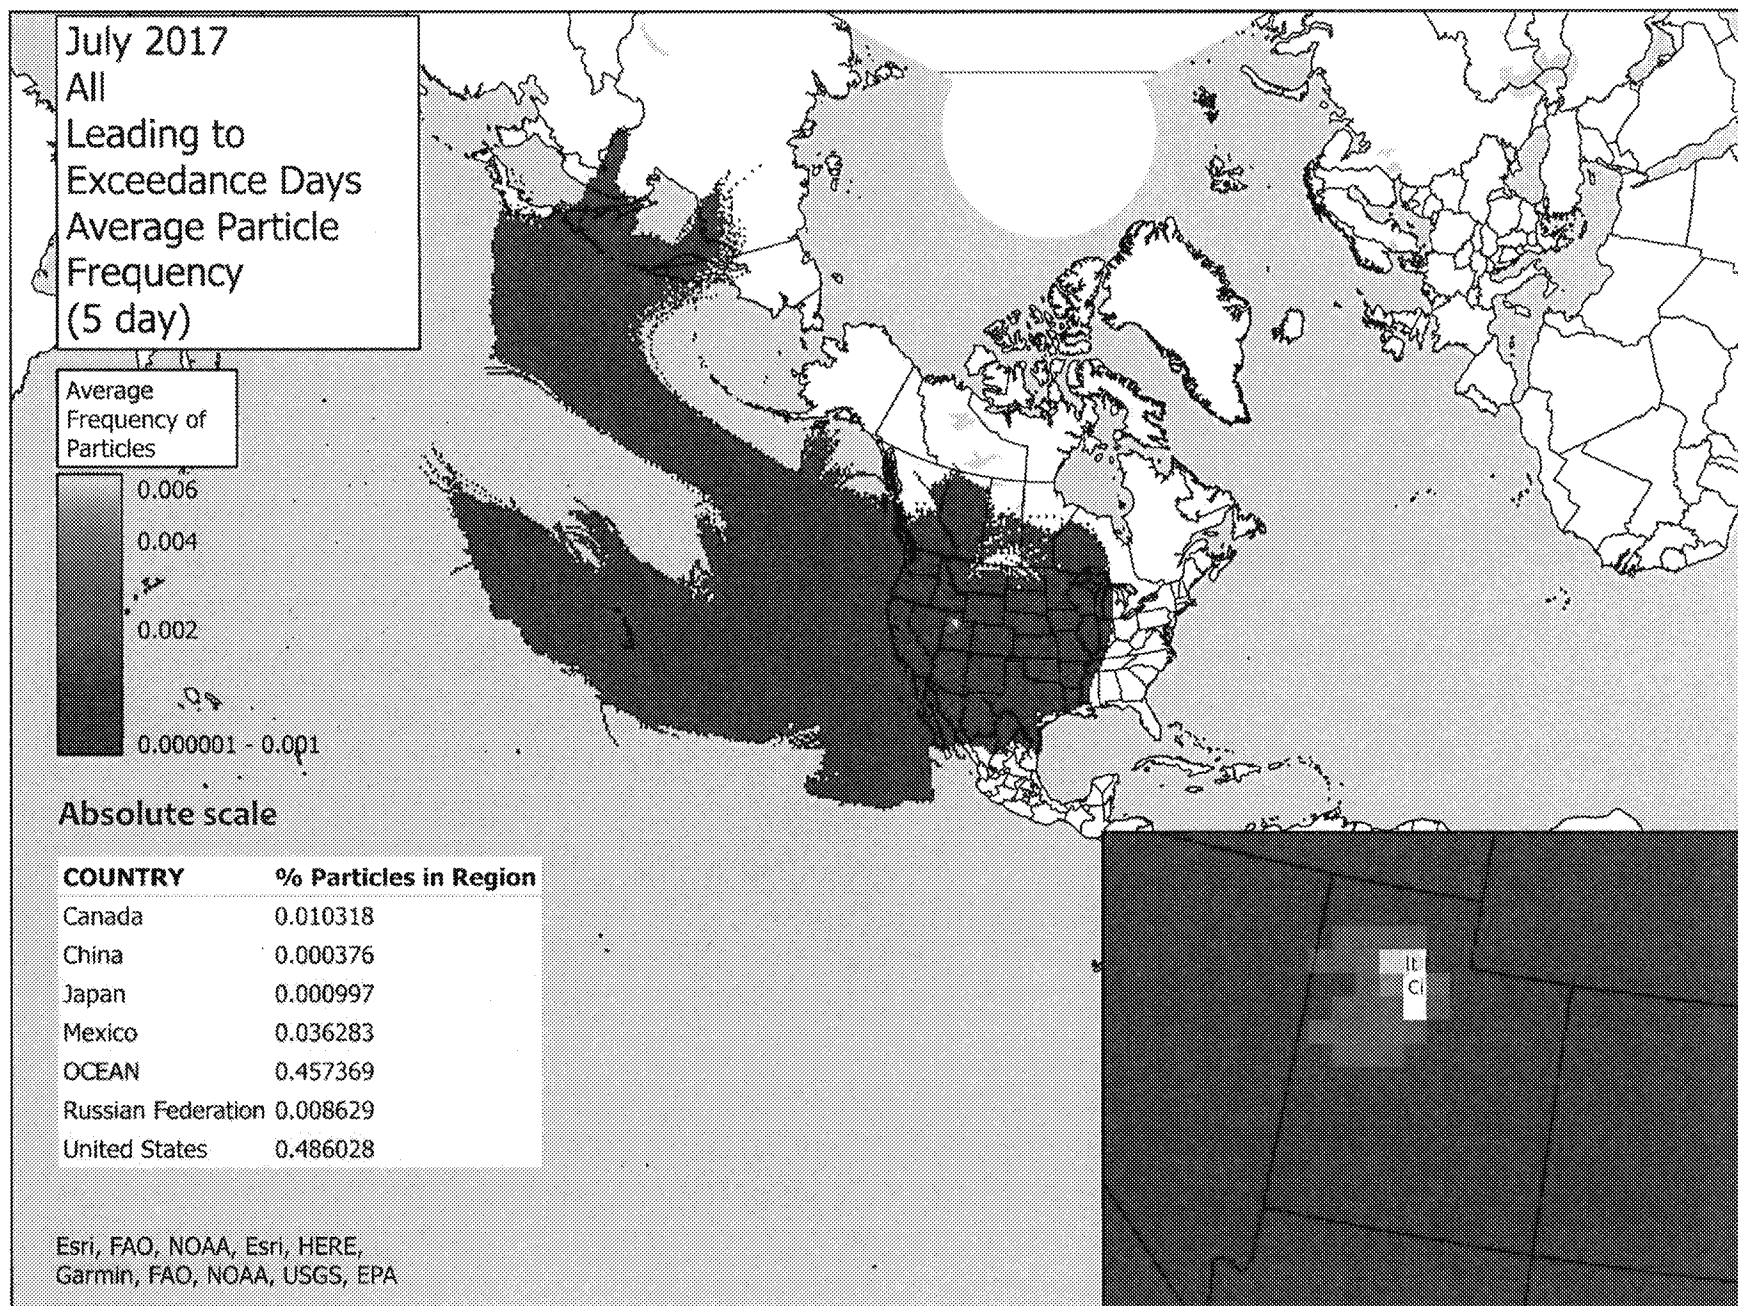 July 2017
All
Leading to
Exceedance Days
Average Particle
Frequency
(5 day)
Average
Frequency of
Particles
0.006
0.004
0.002
0.000001 - 0.001
Absolute scale
COUNTRY % Particles in Region
Canada 0.010318
China 0.000376
Japan 0.000997
Mexico 0.036283
OCEAN 0.457369
Russian Federation 0.008629
United States 0.486028
lt
Ci
Esri, FAO, NOAA, Esri, HERE,
Garmin, FAO, NOAA, USGS, EPA